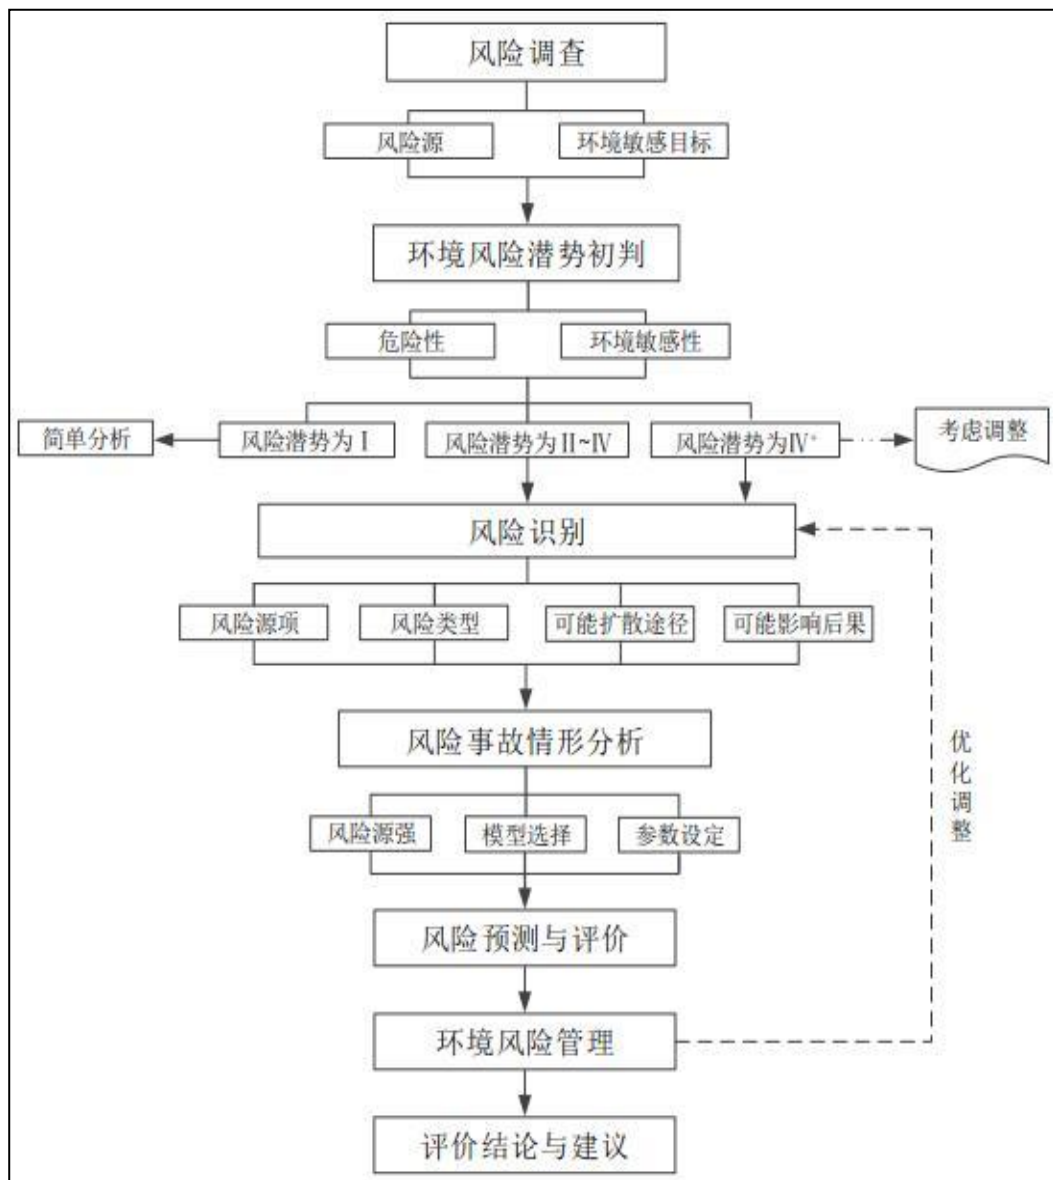 风险调查
风险源
环境敏感目标
环境风险潜势初判
危险性
环境敏感性
简单分析
风险潜势为Ⅰ
风险潜势为Ⅱ~Ⅳ
风险潜势为Ⅳ+
考虑调整
风险识别
风险源项
风险类型
可能扩散途径
可能影响后果
风险事故情形分析
风险源强
模型选择
参数设定
优化调整
风险预测与评价
环境风险管理
评价结论与建议